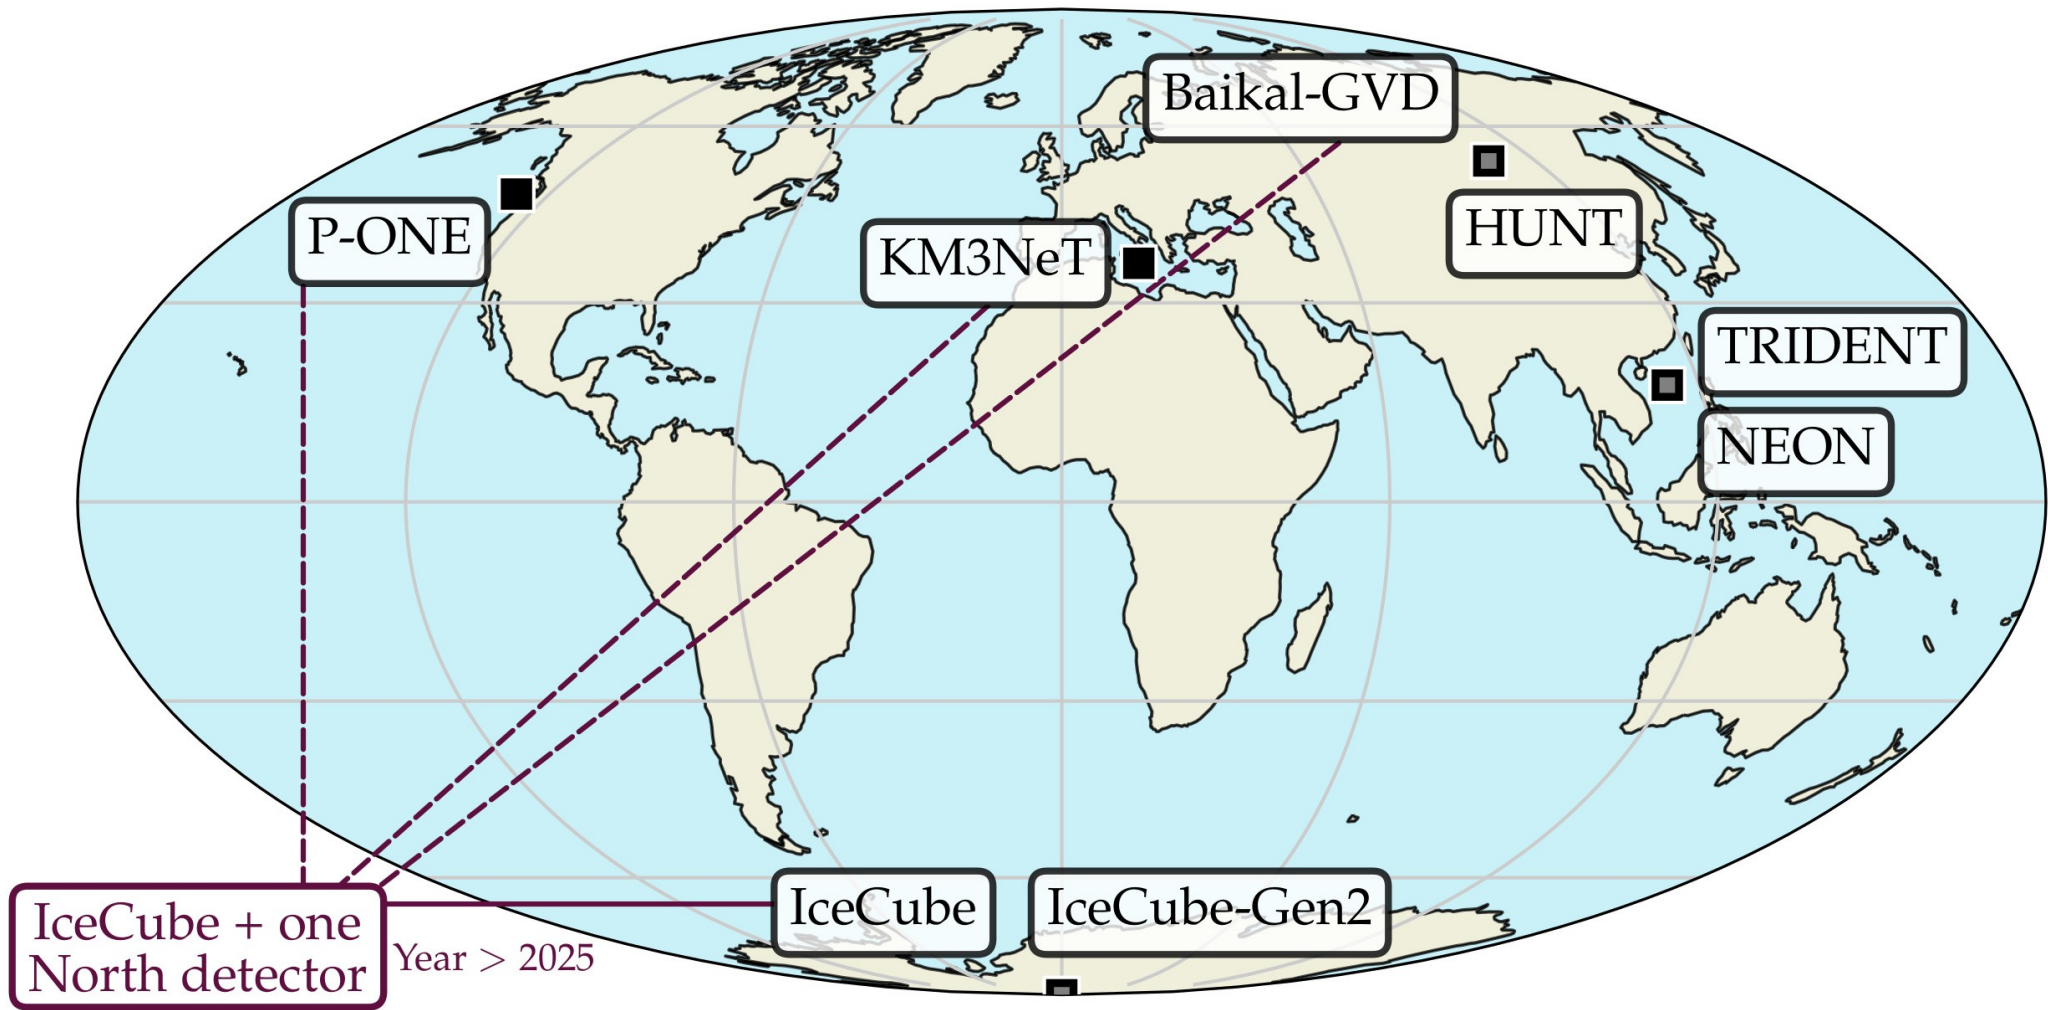 Baikal-GVD
P-ONE
KM3NeT
HUNT
TRIDENT
NEON
IceCube
IceCube-Gen2
IceCube + one
North detector
Year > 2025